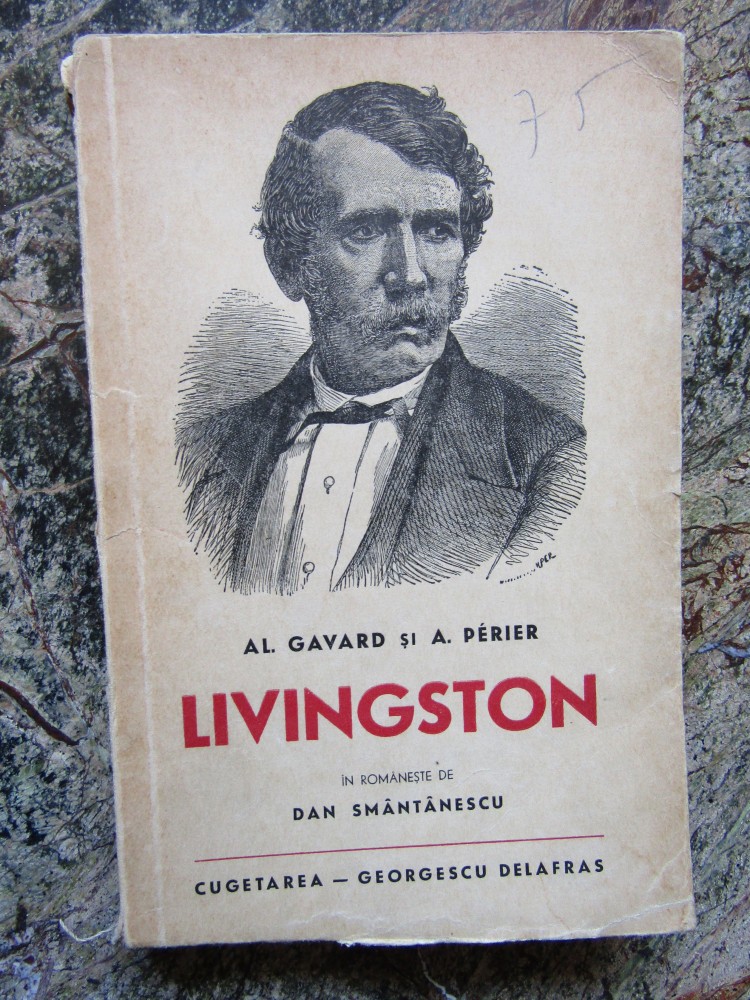 75
AL. GAVARD ȘI A. PÉRIER
LIVINGSTON
ÎN ROMÂNEȘTE DE
DAN SMÂNTÂNESCU
CUGETAREA — GEORGESCU DELAFRAS